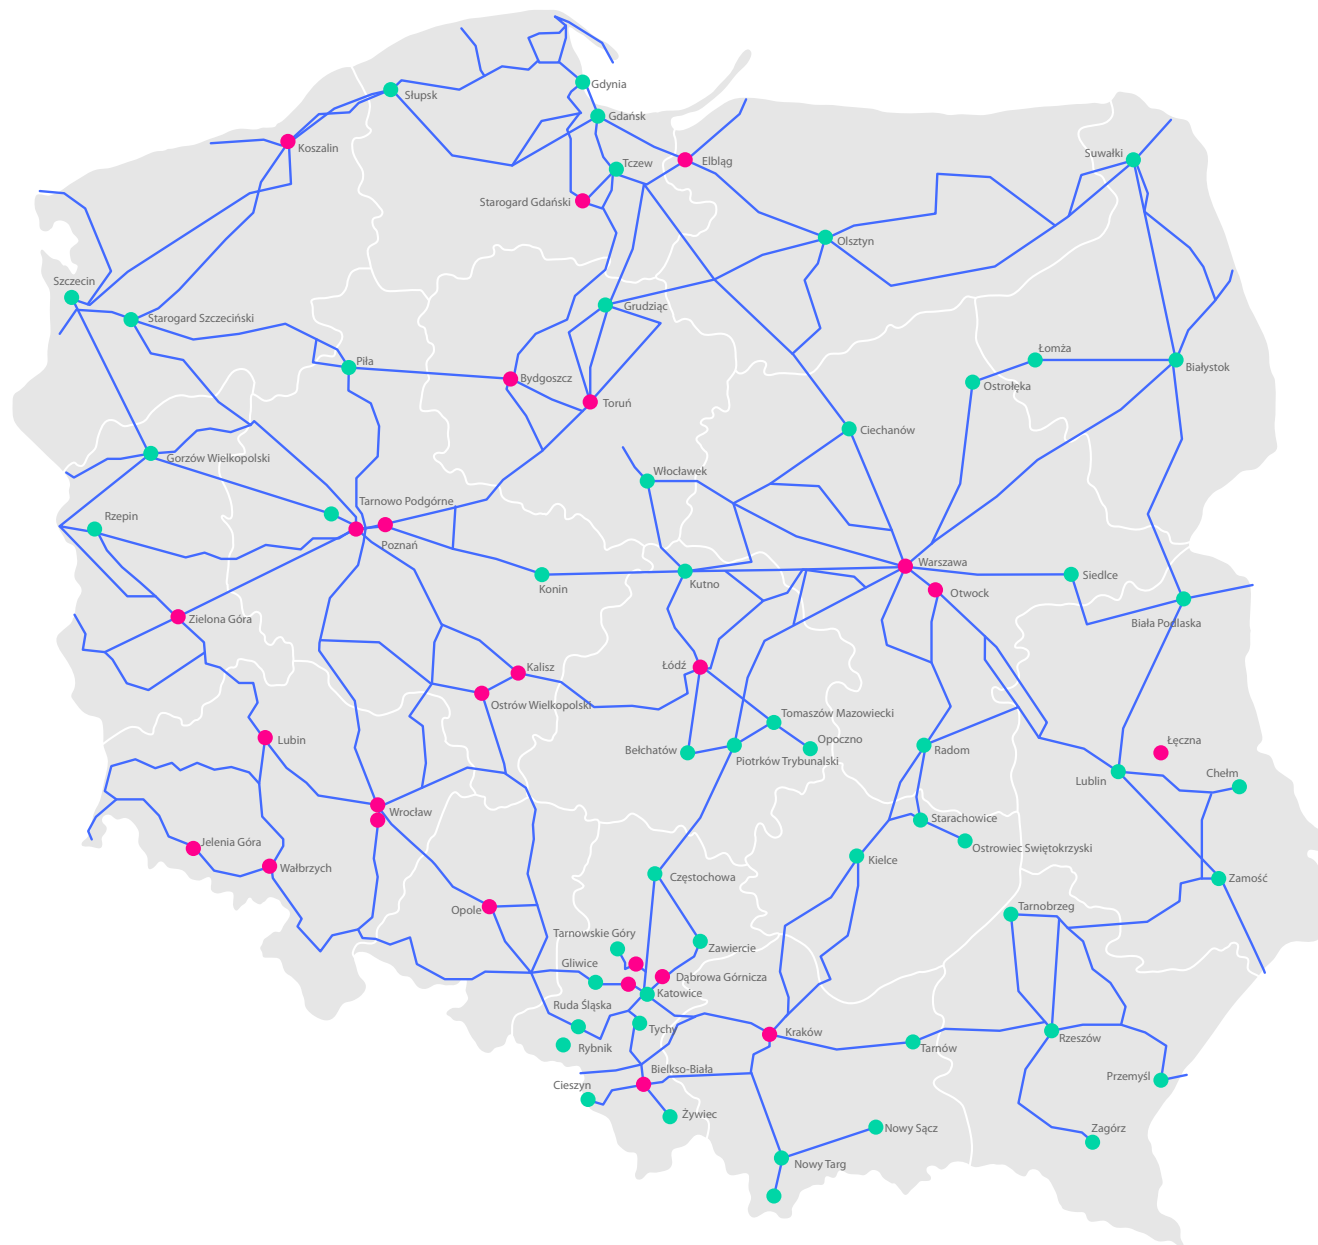 Gdynia
Słupsk
Gdańsk
Koszalin
Tczew
Elbląg
Suwałki
Starogard Gdański
Olsztyn
Szczecin
Starogard Szczeciński
Grudziąc
Piła
Łomża
Białystok
Bydgoszcz
Ostrołęka
Toruń
Ciechanów
Gorzów Wielkopolski
Włocławek
Tarnowo Podgórne
Rzepin
Poznań
Warszawa
Siedlce
Konin
Kutno
Otwock
Zielona Góra
Biała Podlaska
Kalisz
Łódź
Ostrów Wielkopolski
Tomaszów Mazowiecki
Lubin
Opoczno
Łęczna
Bełchatów
Piotrków Trybunalski
Radom
Chełm
Lublin
Wrocław
Starachowice
Jelenia Góra
Ostrowiec Swiętokrzyski
Kielce
Wałbrzych
Częstochowa
Zamość
Opole
Tarnobrzeg
Tarnowskie Góry
Zawiercie
Gliwice
Dąbrowa Górnicza
Katowice
Ruda Śląska
Tychy
Kraków
Rzeszów
Rybnik
Tarnów
Bielkso-Biała
Przemyśl
Cieszyn
Żywiec
Nowy Sącz
Zagórz
Nowy Targ